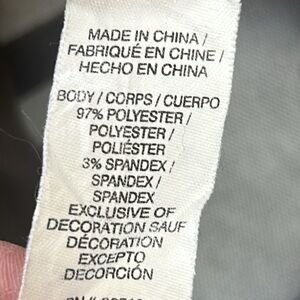 MADE IN CHINA /
FABRIQUÉ EN CHINE /
HECHO EN CHINA
BODY / CORPS / CUERPO
97% POLYESTER /
POLYESTER /
POLIÉSTER
3% SPANDEX /
SPANDEX /
SPANDEX
EXCLUSIVE OF
DECORATION SAUF
DÉCORATION
EXCEPTO
DECORCIÓN